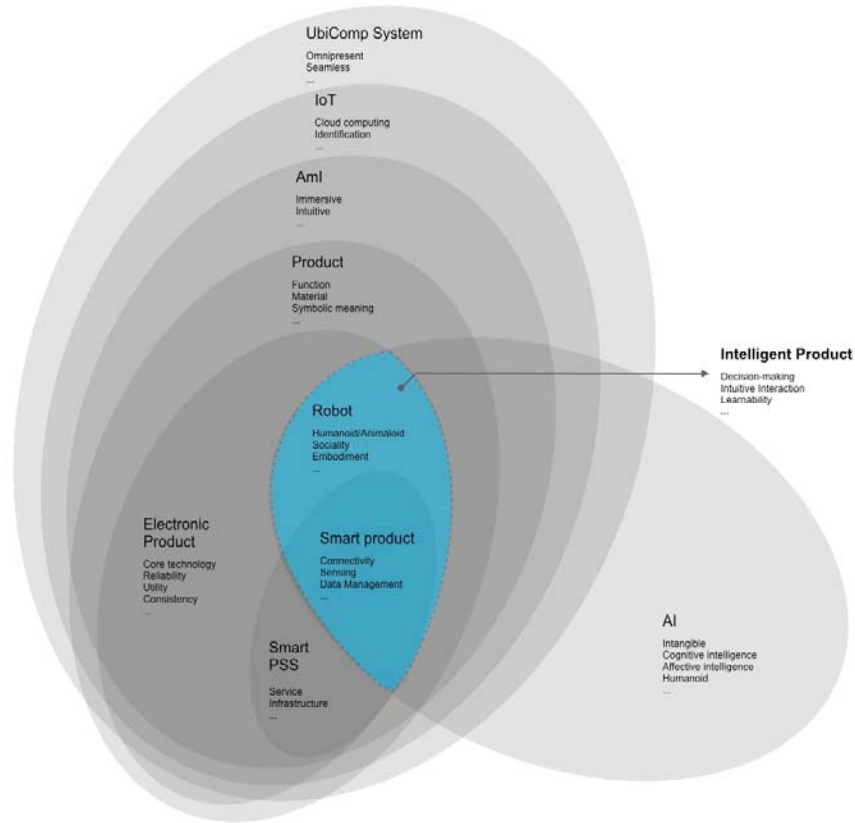 UbiComp System
Omnipresent
Seamless
...
IoT
Cloud computing
Identification
...
AmI
Immersive
Intuitive
...
Product
Function
Material
Symbolic meaning
...
Intelligent Product
Decision-making
Intuitive Interaction
Learnability
...
Robot
Humanoid/Animaloid
Sociality
Embodiment
...
Electronic
Product
Core technology
Reliability
Utility
Consistency
...
Smart product
Connectivity
Sensing
Data Management
...
Smart
PSS
Service
Infrastructure
...
AI
Intangible
Cognitive intelligence
Affective intelligence
Humanoid
...